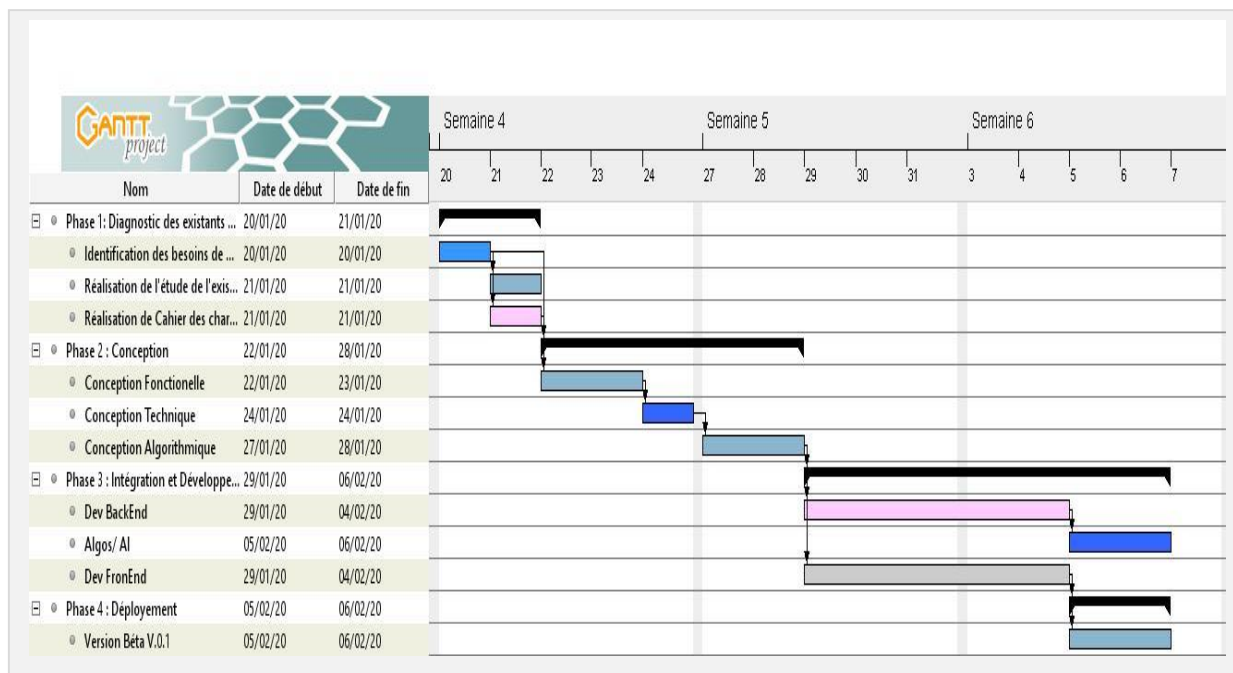 GANTT
project
Semaine 4 Semaine 5 Semaine 6
20 21 22 23 24 27 28 29 30 31 3 4 5 6 7
Nom Date de début Date de fin
Phase 1: Diagnostic des existants ... 20/01/20 21/01/20
Identification des besoins de ... 20/01/20 20/01/20
Réalisation de l'étude de l'exis... 21/01/20 21/01/20
Réalisation de Cahier des char... 21/01/20 21/01/20
Phase 2 : Conception 22/01/20 28/01/20
Conception Fonctionelle 22/01/20 23/01/20
Conception Technique 24/01/20 24/01/20
Conception Algorithmique 27/01/20 28/01/20
Phase 3 : Intégration et Développe... 29/01/20 06/02/20
Dev BackEnd 29/01/20 04/02/20
Algos/ AI 05/02/20 06/02/20
Dev FronEnd 29/01/20 04/02/20
Phase 4 : Déployement 05/02/20 06/02/20
Version Béta V.0.1 05/02/20 06/02/20